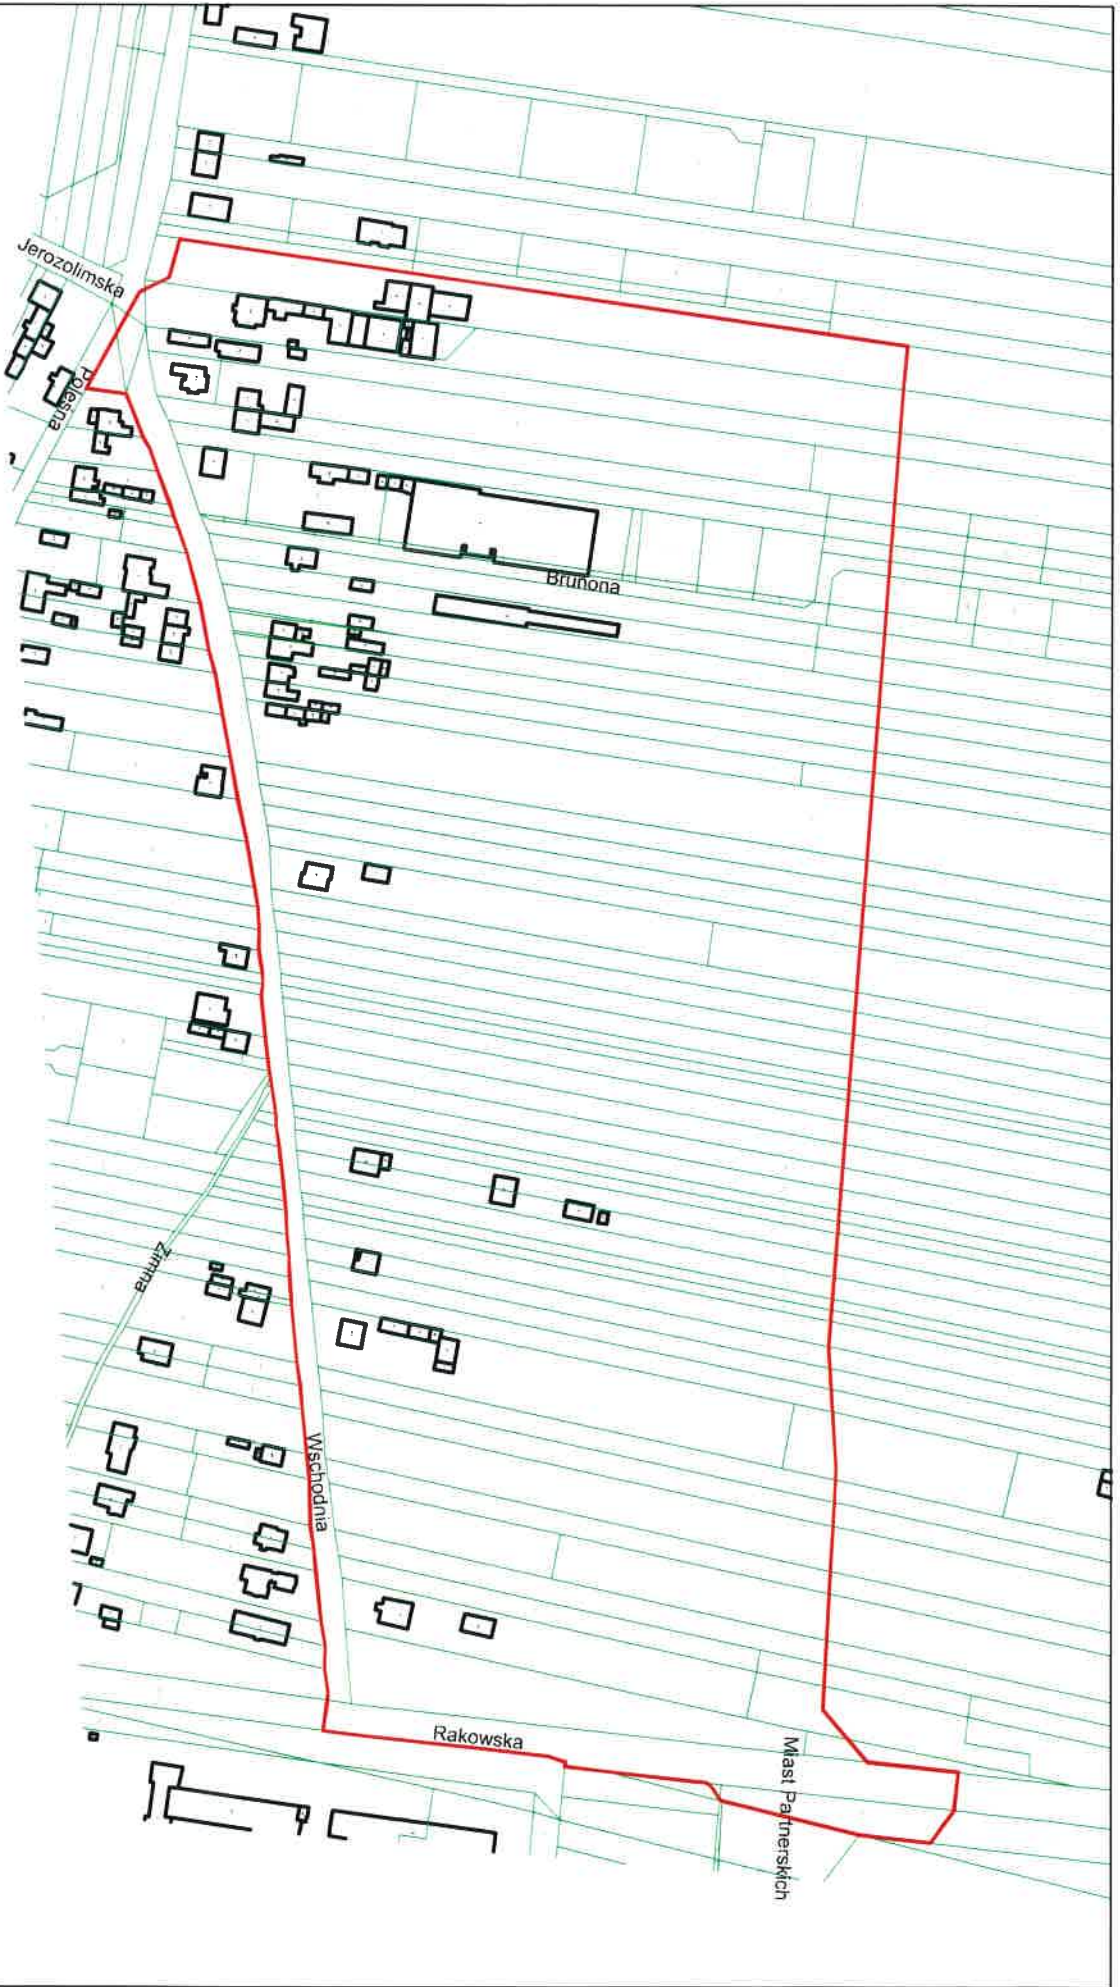 Jerozolimska
Polesna
Brunona
Zimna
Wschodnia
Rakowska
Miast Partnerskich